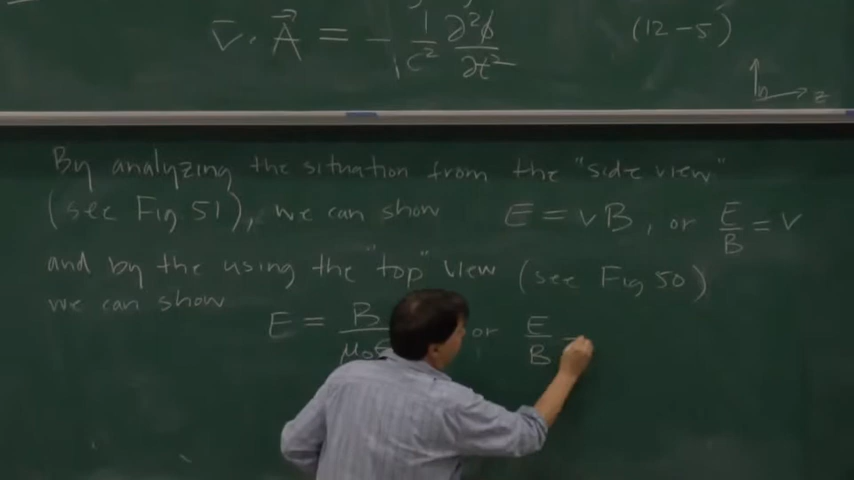 ∇̄ · A⃗ = − 1/c² ∂²ϕ/∂t² (12-5)
z
By analyzing the situation from the "side view"
(see Fig 51), we can show E = vB, or E/B = v
and by the using the "top" view (see Fig 50)
we can show
E = B/μ₀ or E/B =